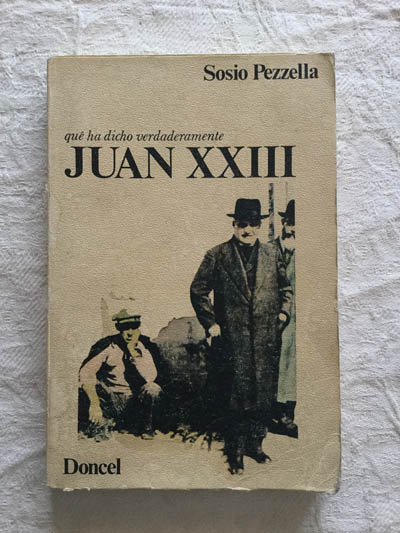 Sosio Pezzella
qué ha dicho verdaderamente
JUAN XXIII
Doncel